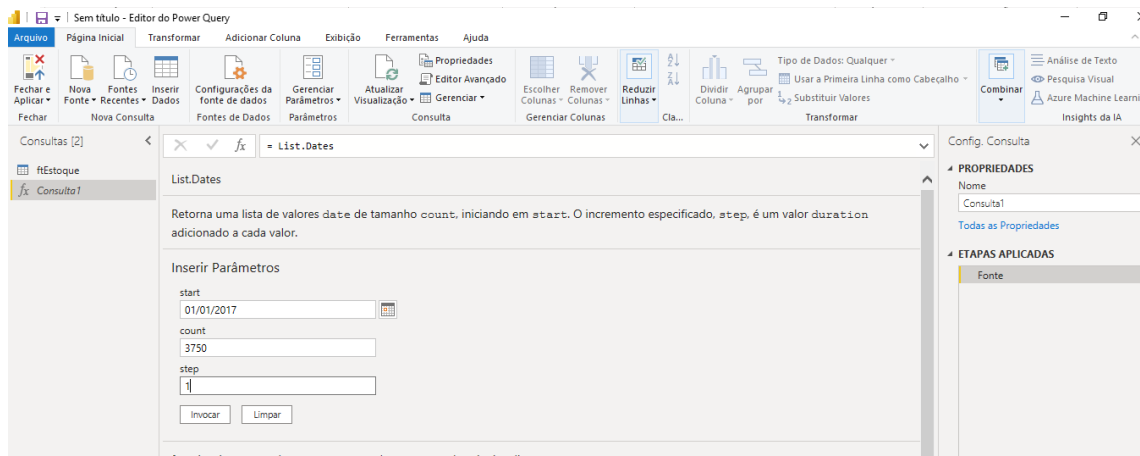 Sem título - Editor do Power Query
Arquivo Página Inicial Transformar Adicionar Coluna Exibição Ferramentas Ajuda
Fechar e Aplicar
Nova Fonte
Fontes Recentes
Inserir Dados
Configurações da fonte de dados
Gerenciar Parâmetros
Atualizar Visualização
Propriedades
Editor Avançado
Gerenciar
Escolher Colunas
Remover Colunas
Reduzir Linhas
Dividir Coluna
Agrupar por
Tipo de Dados: Qualquer
Usar a Primeira Linha como Cabeçalho
Substituir Valores
Combinar
Análise de Texto
Pesquisa Visual
Azure Machine Learni
Fechar Nova Consulta Fontes de Dados Parâmetros Consulta Gerenciar Colunas Cla... Transformar Insights da IA
Consultas [2]
ftEstoque
fx Consulta1
fx = List.Dates
List.Dates
Retorna uma lista de valores date de tamanho count, iniciando em start. O incremento especificado, step, é um valor duration
adicionado a cada valor.
Inserir Parâmetros
start
01/01/2017
count
3750
step
1
Invocar Limpar
Config. Consulta
PROPRIEDADES
Nome
Consulta1
Todas as Propriedades
ETAPAS APLICADAS
Fonte